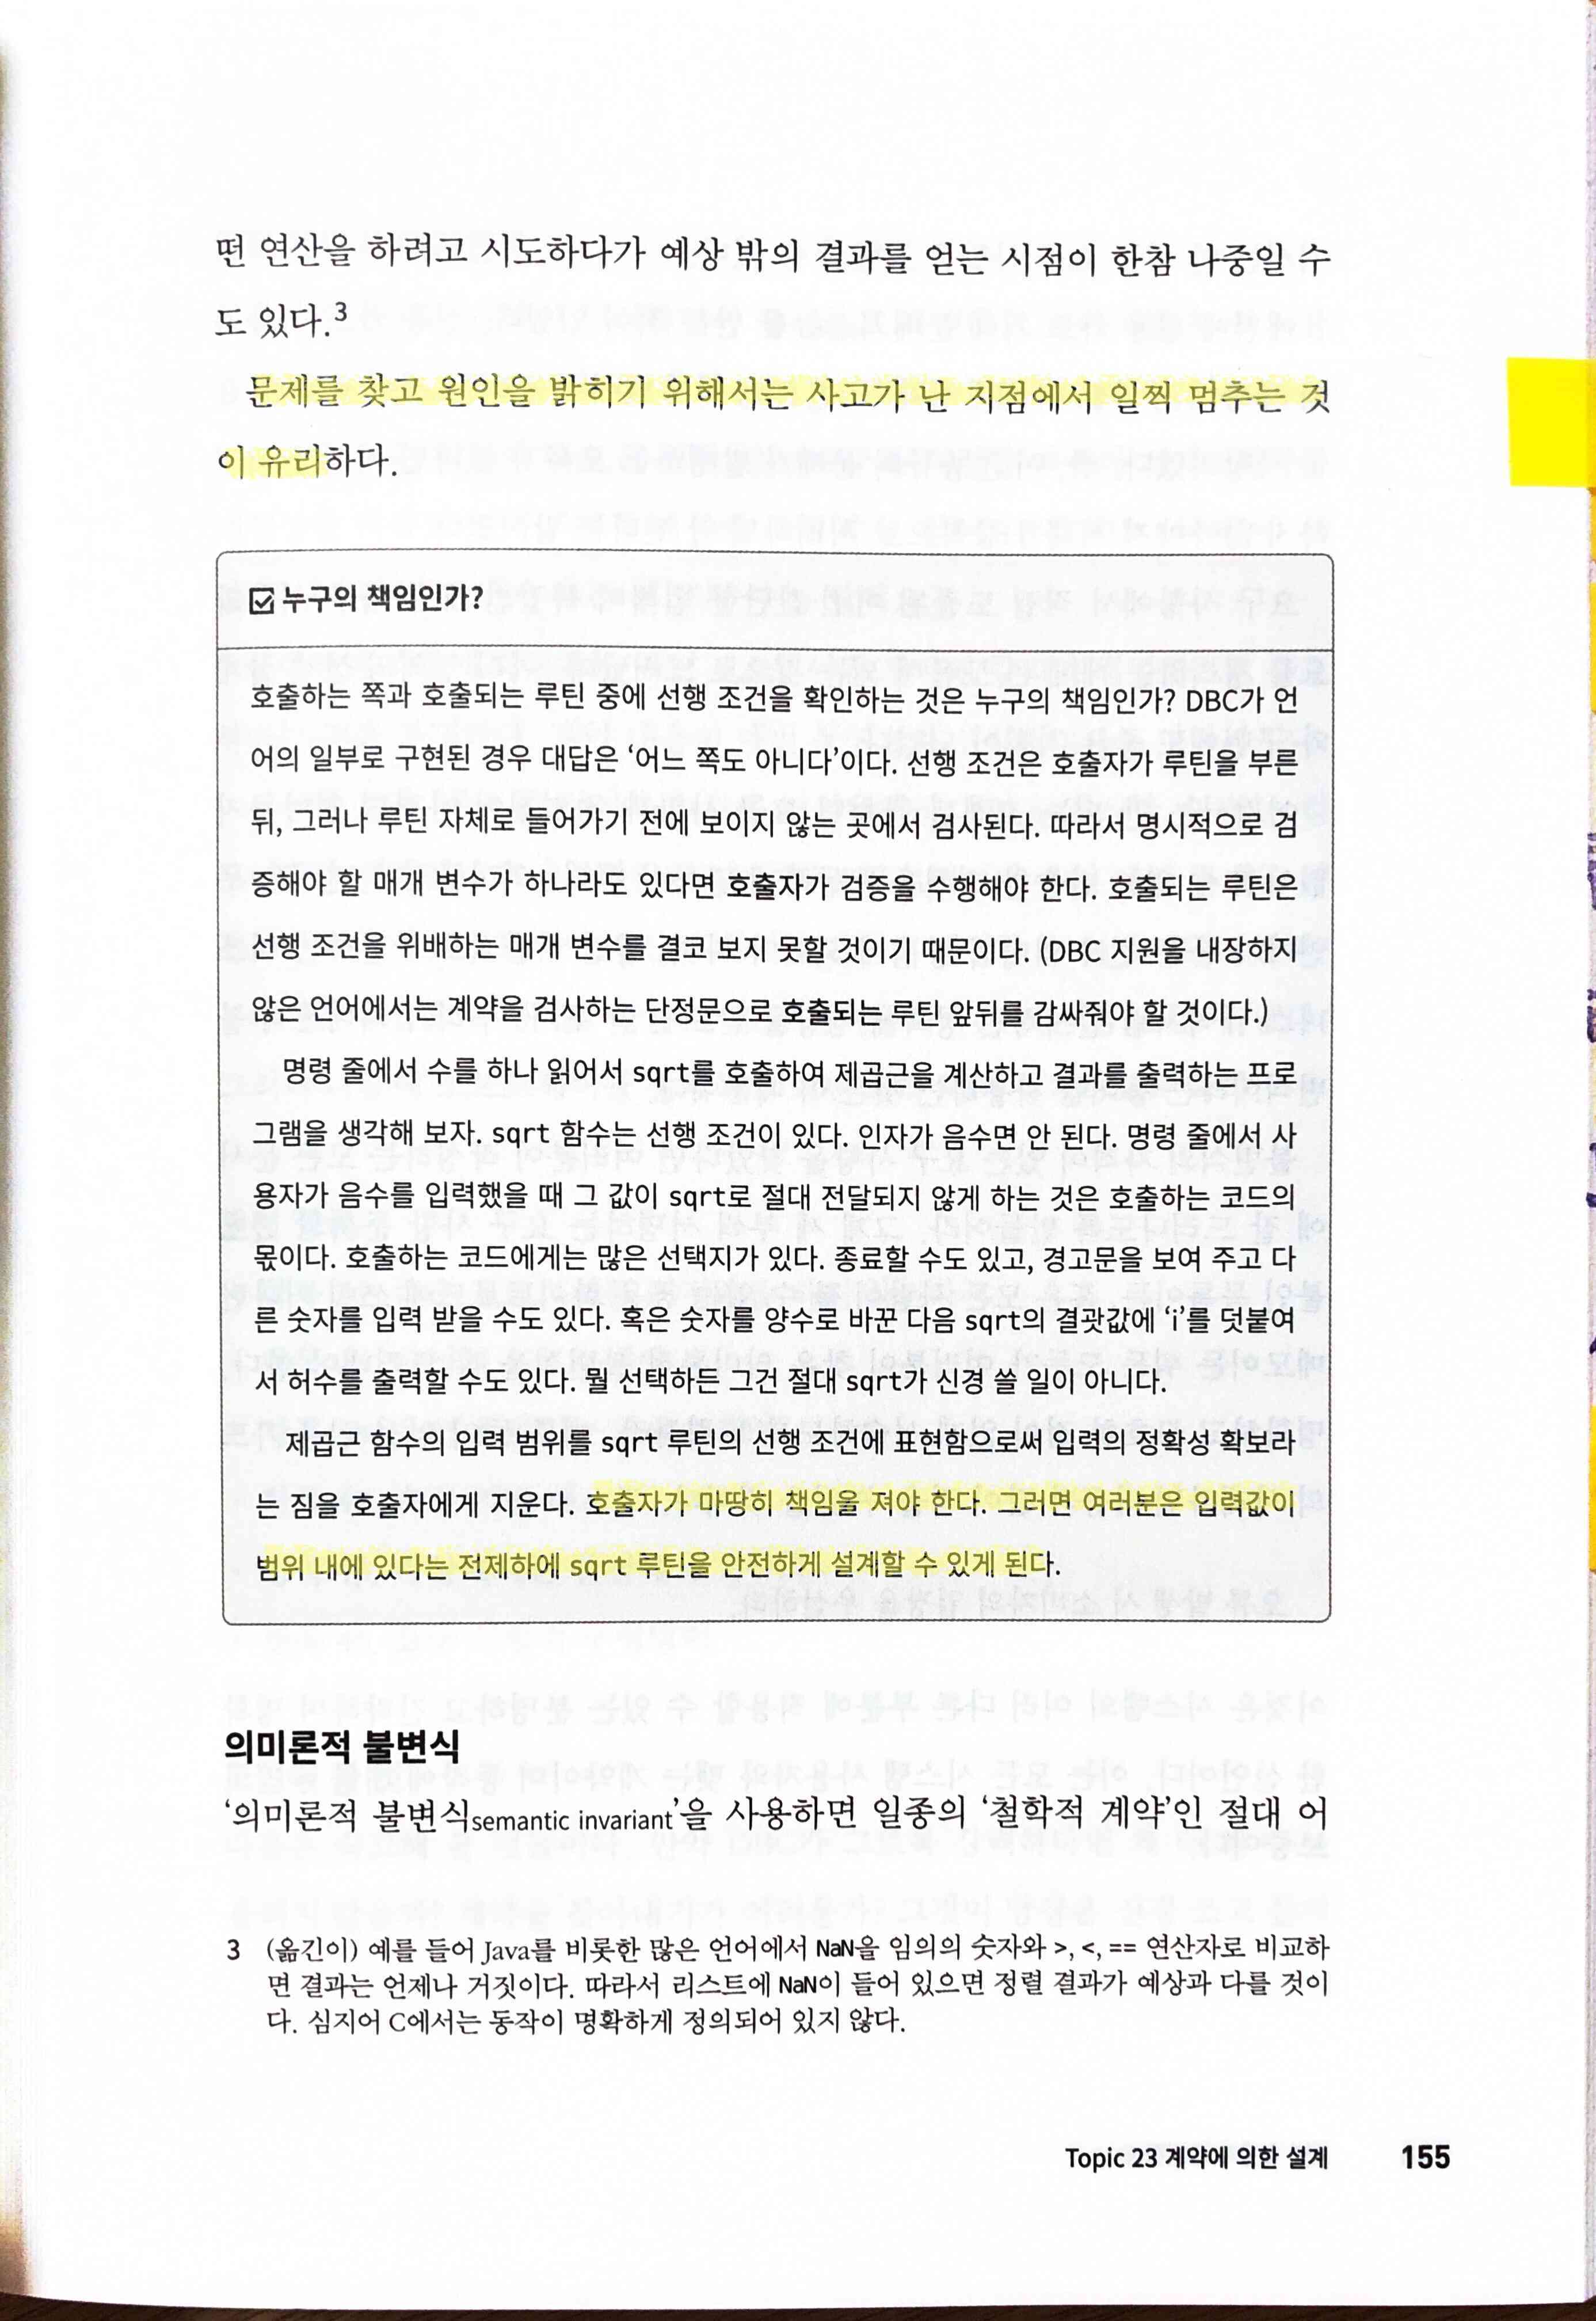 떤 연산을 하려고 시도하다가 예상 밖의 결과를 얻는 시점이 한참 나중일 수
도 있다.3
문제를 찾고 원인을 밝히기 위해서는 사고가 난 지점에서 일찍 멈추는 것
이 유리하다.
☑ 누구의 책임인가?
호출하는 쪽과 호출되는 루틴 중에 선행 조건을 확인하는 것은 누구의 책임인가? DBC가 언
어의 일부로 구현된 경우 대답은 ‘어느 쪽도 아니다’이다. 선행 조건은 호출자가 루틴을 부른
뒤, 그러나 루틴 자체로 들어가기 전에 보이지 않는 곳에서 검사된다. 따라서 명시적으로 검
증해야 할 매개 변수가 하나라도 있다면 호출자가 검증을 수행해야 한다. 호출되는 루틴은
선행 조건을 위배하는 매개 변수를 결코 보지 못할 것이기 때문이다. (DBC 지원을 내장하지
않은 언어에서는 계약을 검사하는 단정문으로 호출되는 루틴 앞뒤를 감싸줘야 할 것이다.)
명령 줄에서 수를 하나 읽어서 sqrt를 호출하여 제곱근을 계산하고 결과를 출력하는 프로
그램을 생각해 보자. sqrt 함수는 선행 조건이 있다. 인자가 음수면 안 된다. 명령 줄에서 사
용자가 음수를 입력했을 때 그 값이 sqrt로 절대 전달되지 않게 하는 것은 호출하는 코드의
몫이다. 호출하는 코드에게는 많은 선택지가 있다. 종료할 수도 있고, 경고문을 보여 주고 다
른 숫자를 입력 받을 수도 있다. 혹은 숫자를 양수로 바꾼 다음 sqrt의 결괏값에 ‘i’를 덧붙여
서 허수를 출력할 수도 있다. 뭘 선택하든 그건 절대 sqrt가 신경 쓸 일이 아니다.
제곱근 함수의 입력 범위를 sqrt 루틴의 선행 조건에 표현함으로써 입력의 정확성 확보라
는 짐을 호출자에게 지운다. 호출자가 마땅히 책임을 져야 한다. 그러면 여러분은 입력값이
범위 내에 있다는 전제하에 sqrt 루틴을 안전하게 설계할 수 있게 된다.
의미론적 불변식
‘의미론적 불변식semantic invariant’을 사용하면 일종의 ‘철학적 계약’인 절대 어
3 (옮긴이) 예를 들어 Java를 비롯한 많은 언어에서 NaN을 임의의 숫자와 >, <, == 연산자로 비교하
면 결과는 언제나 거짓이다. 따라서 리스트에 NaN이 들어 있으면 정렬 결과가 예상과 다를 것이
다. 심지어 C에서는 동작이 명확하게 정의되어 있지 않다.
Topic 23 계약에 의한 설계 155